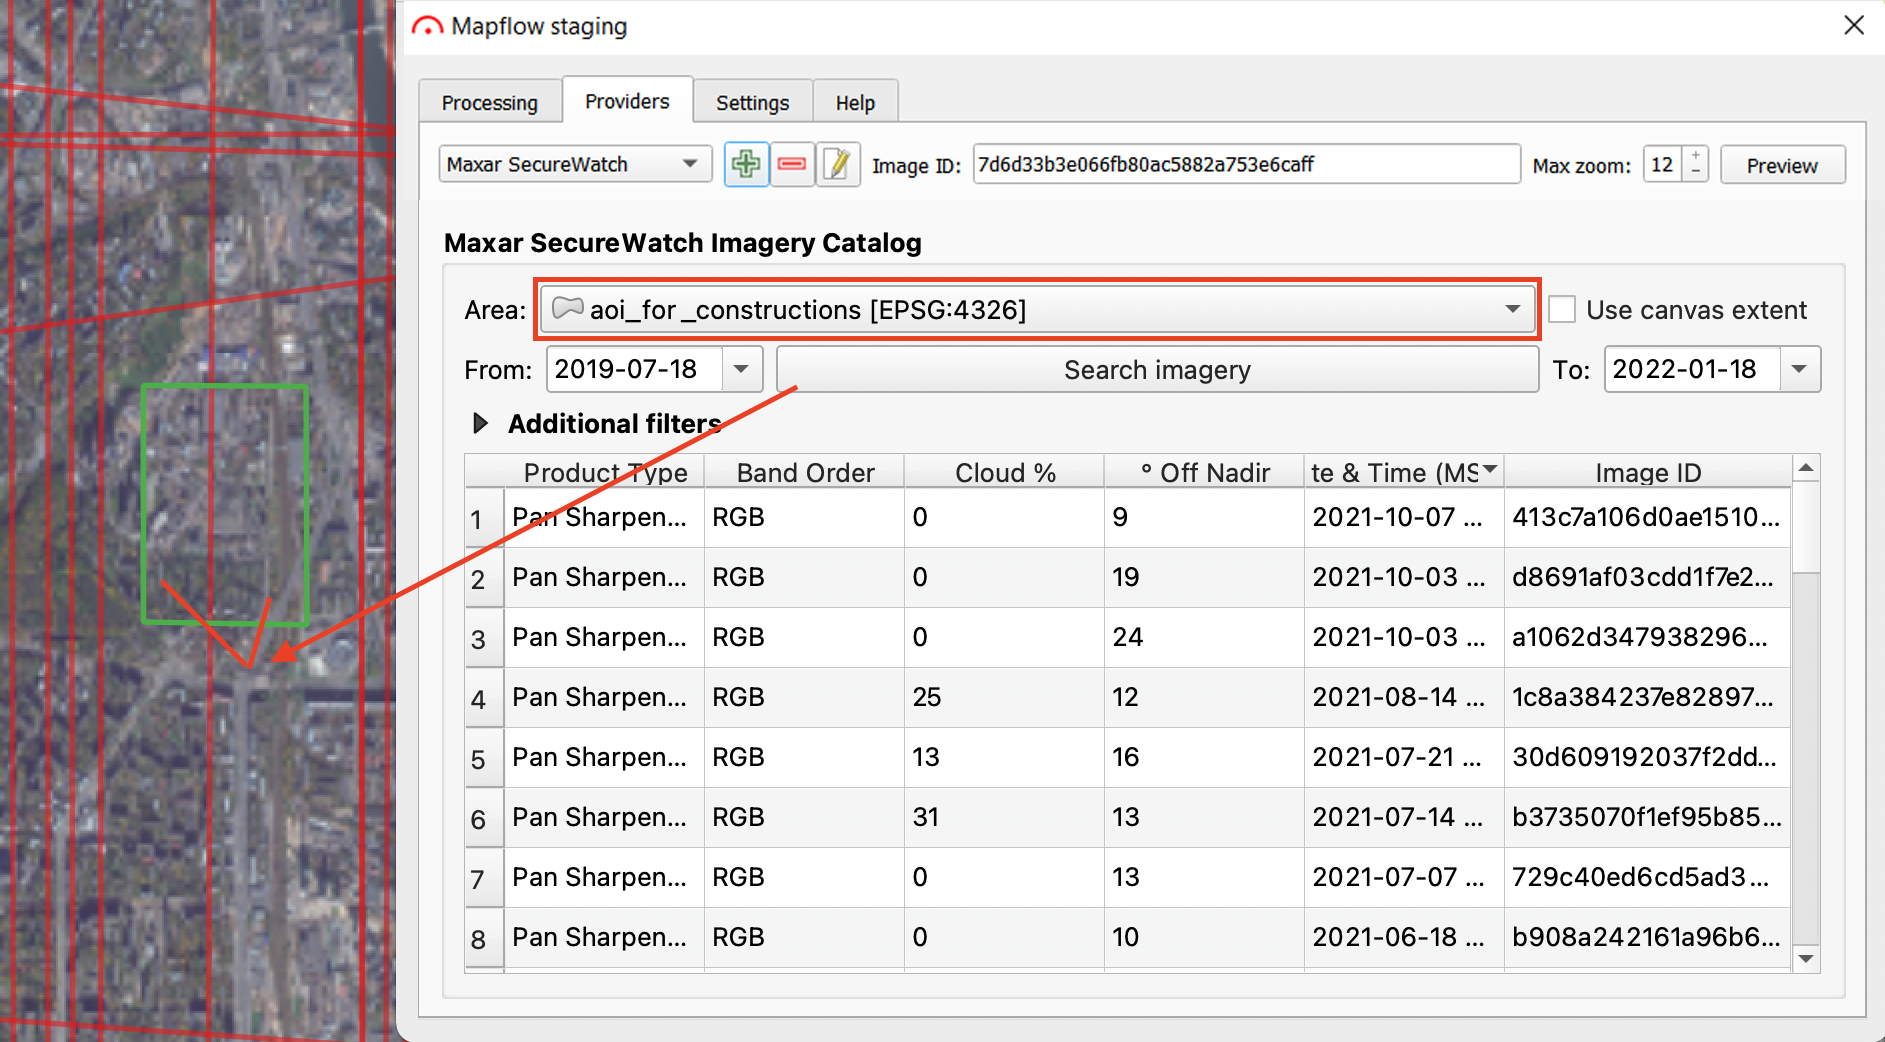 Mapflow staging
Processing Providers Settings Help
Maxar SecureWatch Image ID: 7d6d33b3e066fb80ac5882a753e6caff Max zoom: 12 Preview
Maxar SecureWatch Imagery Catalog
Area: aoi_for _constructions [EPSG:4326] Use canvas extent
From: 2019-07-18 Search imagery To: 2022-01-18
Additional filters
Product Type Band Order Cloud % ° Off Nadir te & Time (MS Image ID
1 Pan Sharpen... RGB 0 9 2021-10-07 ... 413c7a106d0ae1510...
2 Pan Sharpen... RGB 0 19 2021-10-03 ... d8691af03cdd1f7e2...
3 Pan Sharpen... RGB 0 24 2021-10-03 ... a1062d347938296...
4 Pan Sharpen... RGB 25 12 2021-08-14 ... 1c8a384237e82897...
5 Pan Sharpen... RGB 13 16 2021-07-21 ... 30d609192037f2dd...
6 Pan Sharpen... RGB 31 13 2021-07-14 ... b3735070f1ef95b85...
7 Pan Sharpen... RGB 0 13 2021-07-07 ... 729c40ed6cd5ad3...
8 Pan Sharpen... RGB 0 10 2021-06-18 ... b908a242161a96b6...